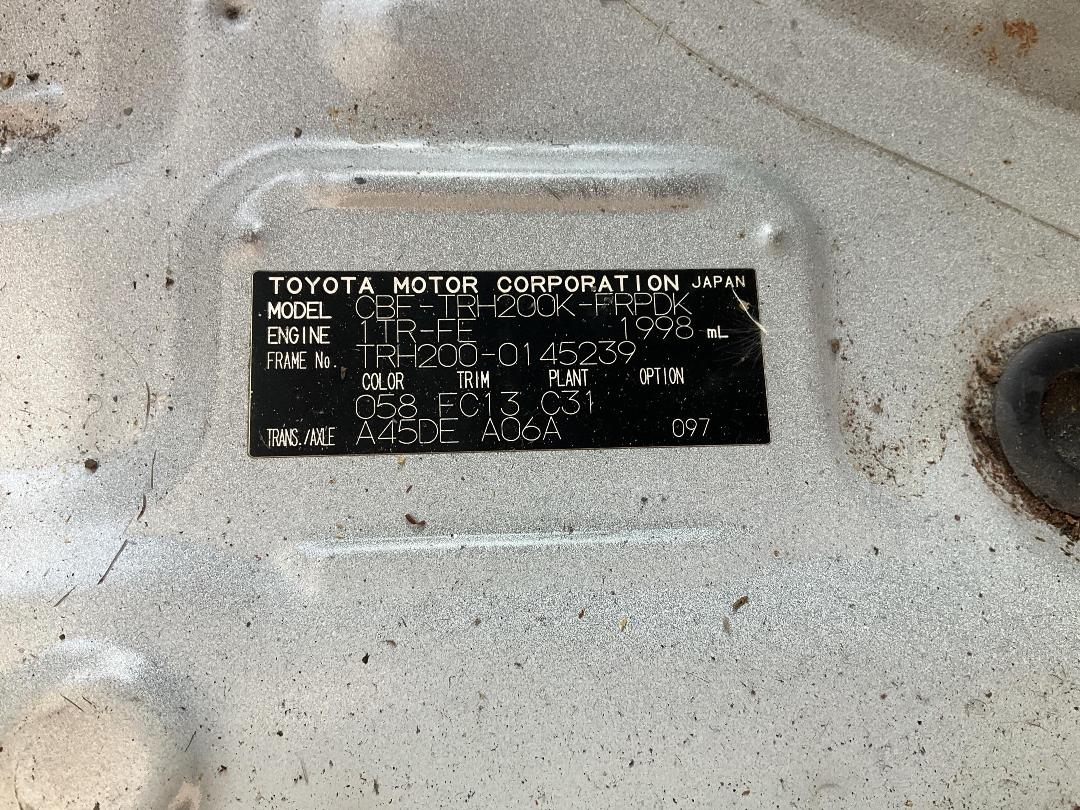 TOYOTA MOTOR CORPORATION JAPAN
MODEL CBF-TRH200K-FRPDK
ENGINE 1TR-FE 1998 mL
FRAME No. TRH200-0145239
COLOR TRIM PLANT OPTION
058 FC13 C31
TRANS./AXLE A45DE A06A 097